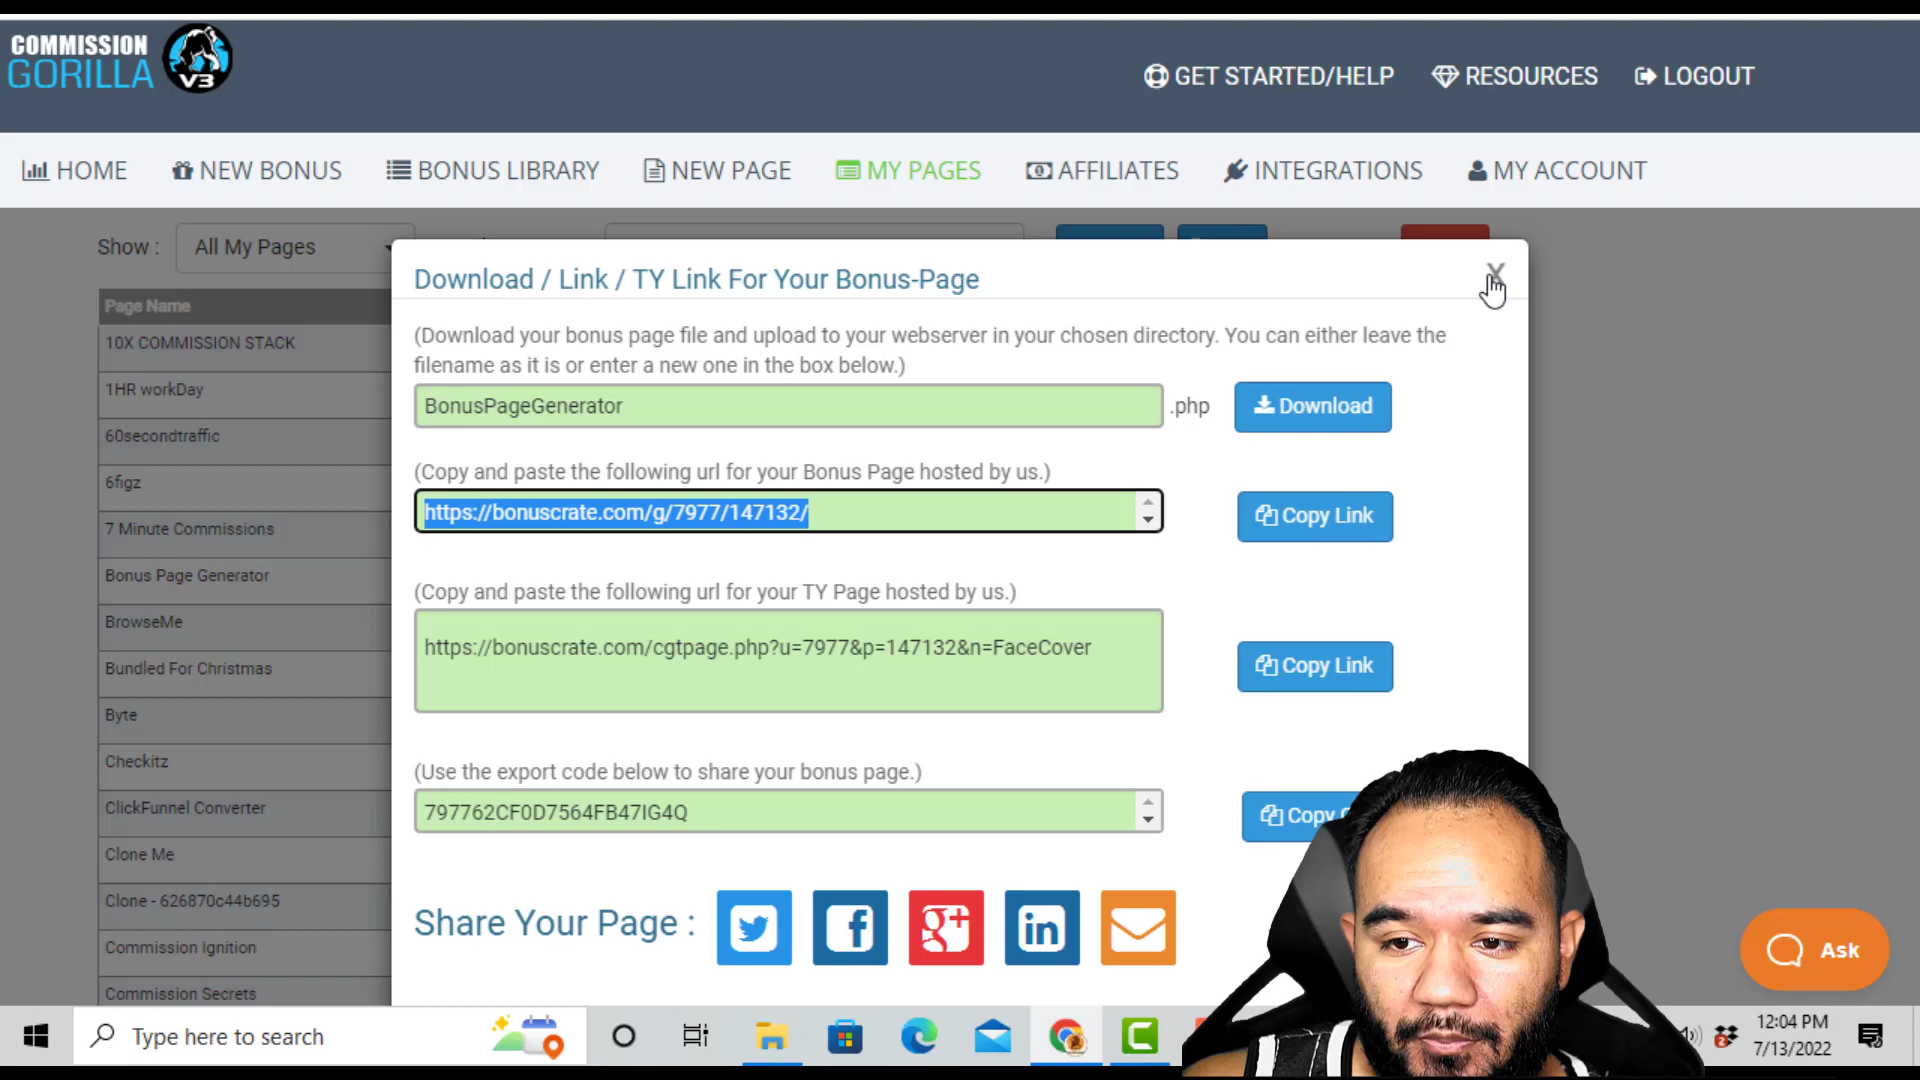 COMMISSION
GORILLA
V3
GET STARTED/HELP
RESOURCES
LOGOUT
HOME
NEW BONUS
BONUS LIBRARY
NEW PAGE
MY PAGES
AFFILIATES
INTEGRATIONS
MY ACCOUNT
Show :
All My Pages
Page Name
10X COMMISSION STACK
1HR workDay
60secondtraffic
6figz
7 Minute Commissions
Bonus Page Generator
BrowseMe
Bundled For Christmas
Byte
Checkitz
ClickFunnel Converter
Clone Me
Clone - 626870c44b695
Commission Ignition
Commission Secrets
Download / Link / TY Link For Your Bonus-Page
X
(Download your bonus page file and upload to your webserver in your chosen directory. You can either leave the
filename as it is or enter a new one in the box below.)
BonusPageGenerator
.php
Download
(Copy and paste the following url for your Bonus Page hosted by us.)
https://bonuscrate.com/g/7977/147132/
Copy Link
(Copy and paste the following url for your TY Page hosted by us.)
https://bonuscrate.com/cgtpage.php?u=7977&p=147132&n=FaceCover
Copy Link
(Use the export code below to share your bonus page.)
797762CF0D7564FB47IG4Q
Copy
Share Your Page :
Ask
Type here to search
12:04 PM
7/13/2022